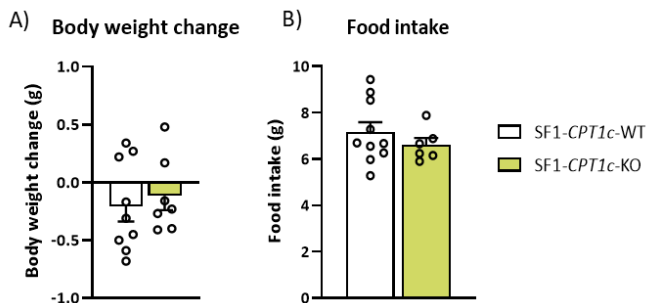 A) Body weight change
Body weight change (g)
1.0
0.5
0.0
-0.5
-1.0
B) Food intake
Food intake (g)
10
8
6
4
2
0
SF1-CPT1c-WT
SF1-CPT1c-KO